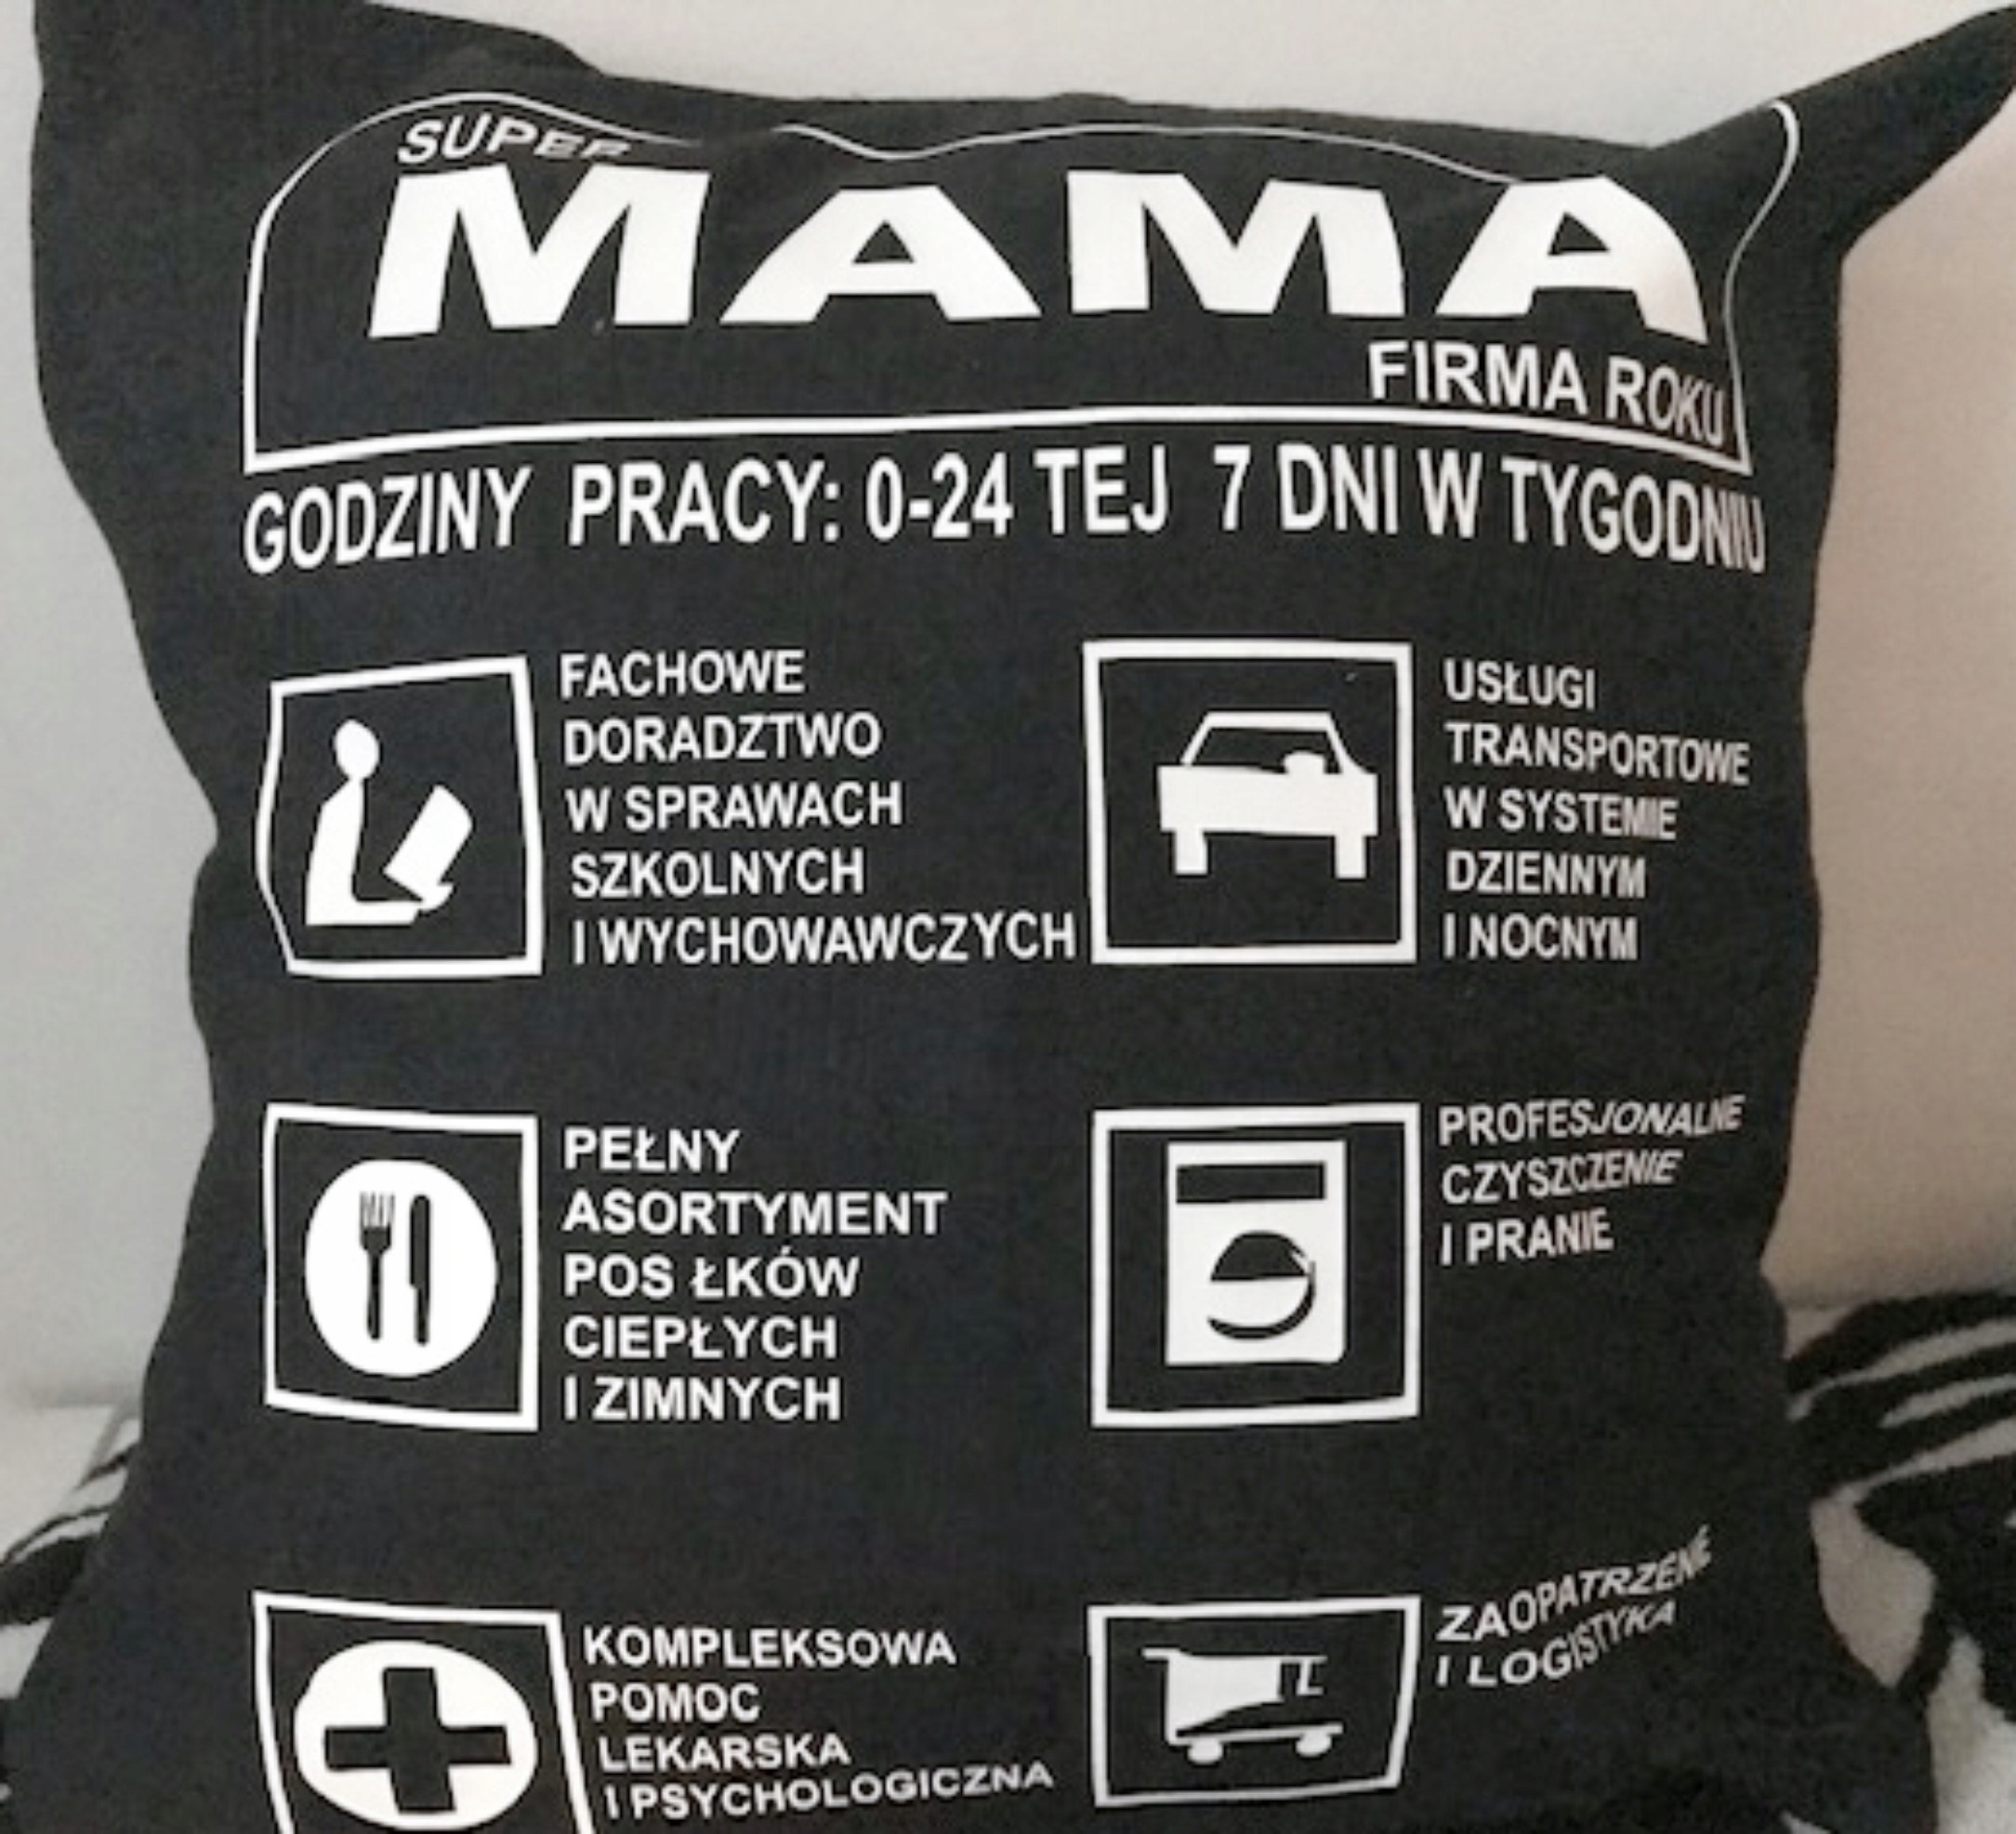 SUPER
MAMA
FIRMA ROKU
GODZINY PRACY: 0-24 TEJ 7 DNI W TYGODNIU
FACHOWE
DORADZTWO
W SPRAWACH
SZKOLNYCH
I WYCHOWAWCZYCH
USŁUGI
TRANSPORTOWE
W SYSTEMIE
DZIENNYM
I NOCNYM
PEŁNY
ASORTYMENT
POS ŁKÓW
CIEPŁYCH
I ZIMNYCH
PROFESJONALNE
CZYSZCZENIE
I PRANIE
KOMPLEKSOWA
POMOC
LEKARSKA
I PSYCHOLOGICZNA
ZAOPATRZENIE
I LOGISTYKA